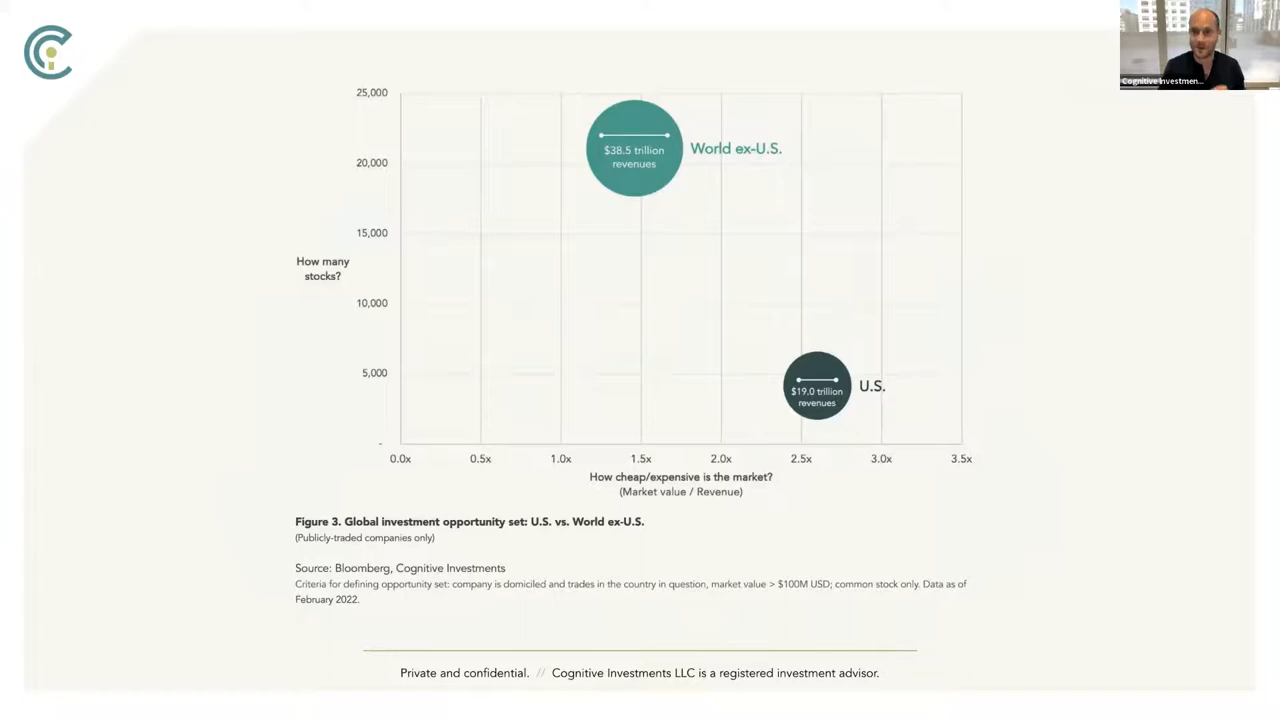 Cognitive Investmen...
25,000
20,000
15,000
10,000
5,000
-
How many
stocks?
$38.5 trillion
revenues
World ex-U.S.
$19.0 trillion
revenues
U.S.
0.0x 0.5x 1.0x 1.5x 2.0x 2.5x 3.0x 3.5x
How cheap/expensive is the market?
(Market value / Revenue)
Figure 3. Global investment opportunity set: U.S. vs. World ex-U.S.
(Publicly-traded companies only)
Source: Bloomberg, Cognitive Investments
Criteria for defining opportunity set: company is domiciled and trades in the country in question, market value > $100M USD; common stock only. Data as of
February 2022.
Private and confidential. // Cognitive Investments LLC is a registered investment advisor.